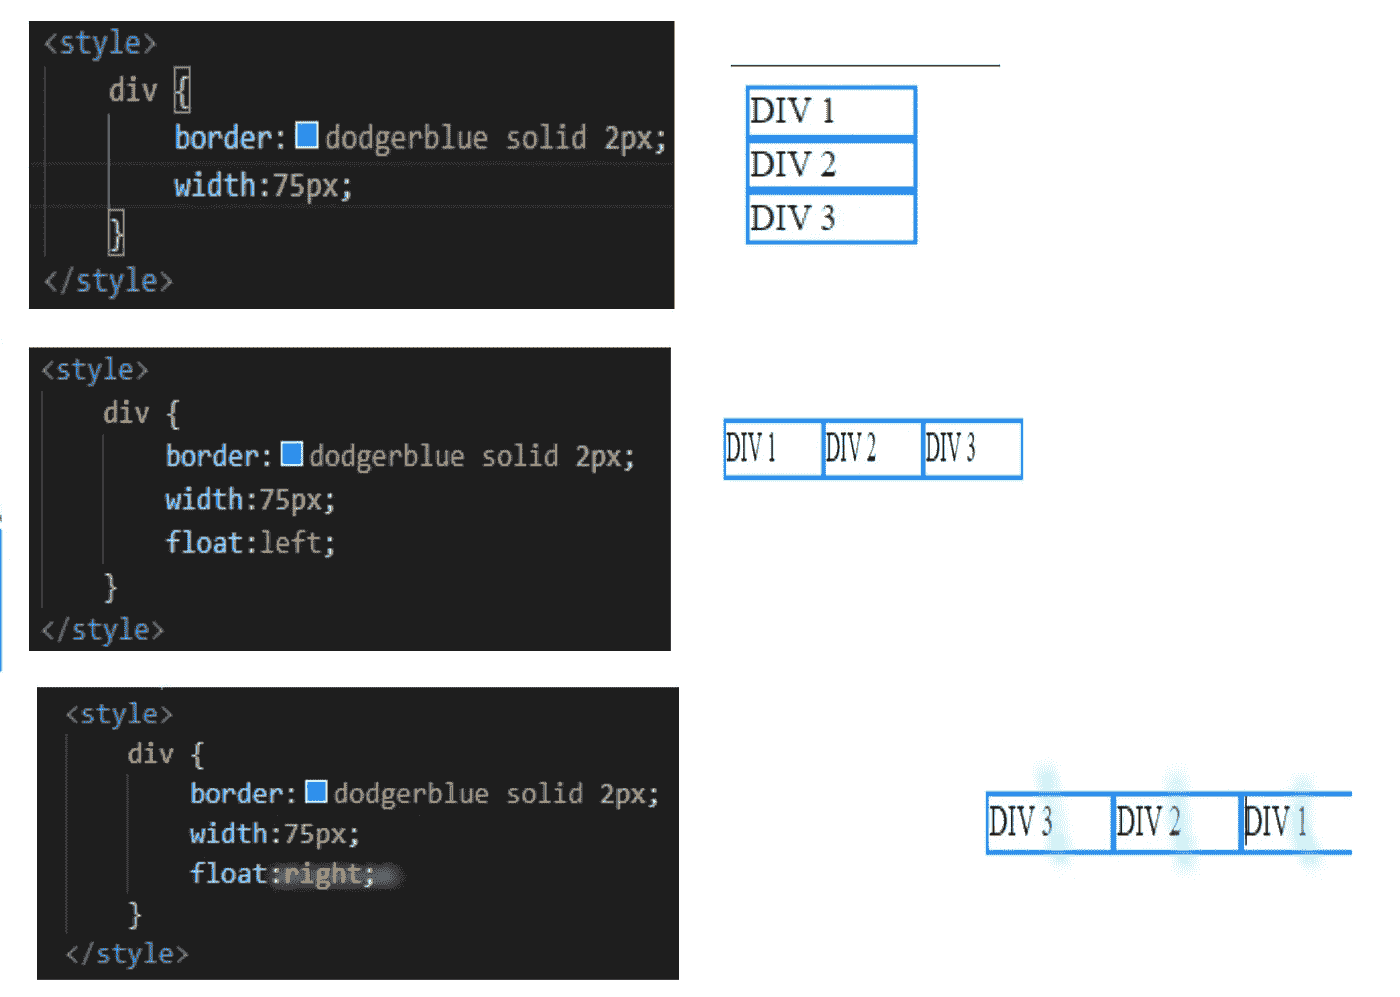 <style>
div {
border: dodgerblue solid 2px;
width:75px;
}
</style>
DIV 1
DIV 2
DIV 3
<style>
div {
border: dodgerblue solid 2px;
width:75px;
float:left;
}
</style>
DIV 1 DIV 2 DIV 3
<style>
div {
border: dodgerblue solid 2px;
width:75px;
float:right;
}
</style>
DIV 3 DIV 2 DIV 1